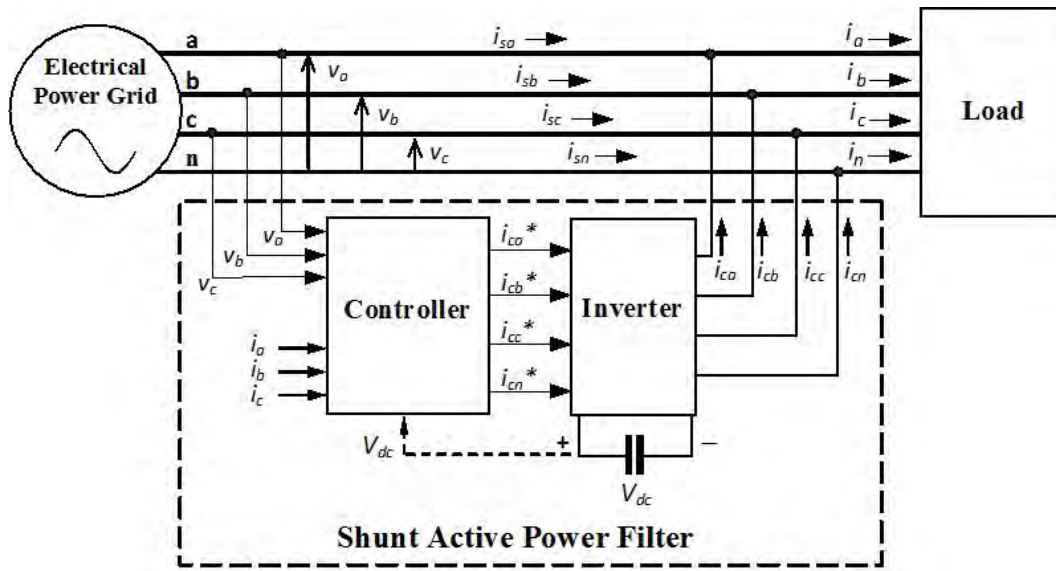 Electrical
Power Grid
a
b
c
n
v_a
v_b
v_c
i_sa
i_sb
i_sc
i_sn
i_a
i_b
i_c
i_n
Load
v_a
v_b
v_c
i_a
i_b
i_c
Controller
i_ca*
i_cb*
i_cc*
i_cn*
Inverter
i_ca
i_cb
i_cc
i_cn
V_dc
+
–
V_dc
Shunt Active Power Filter